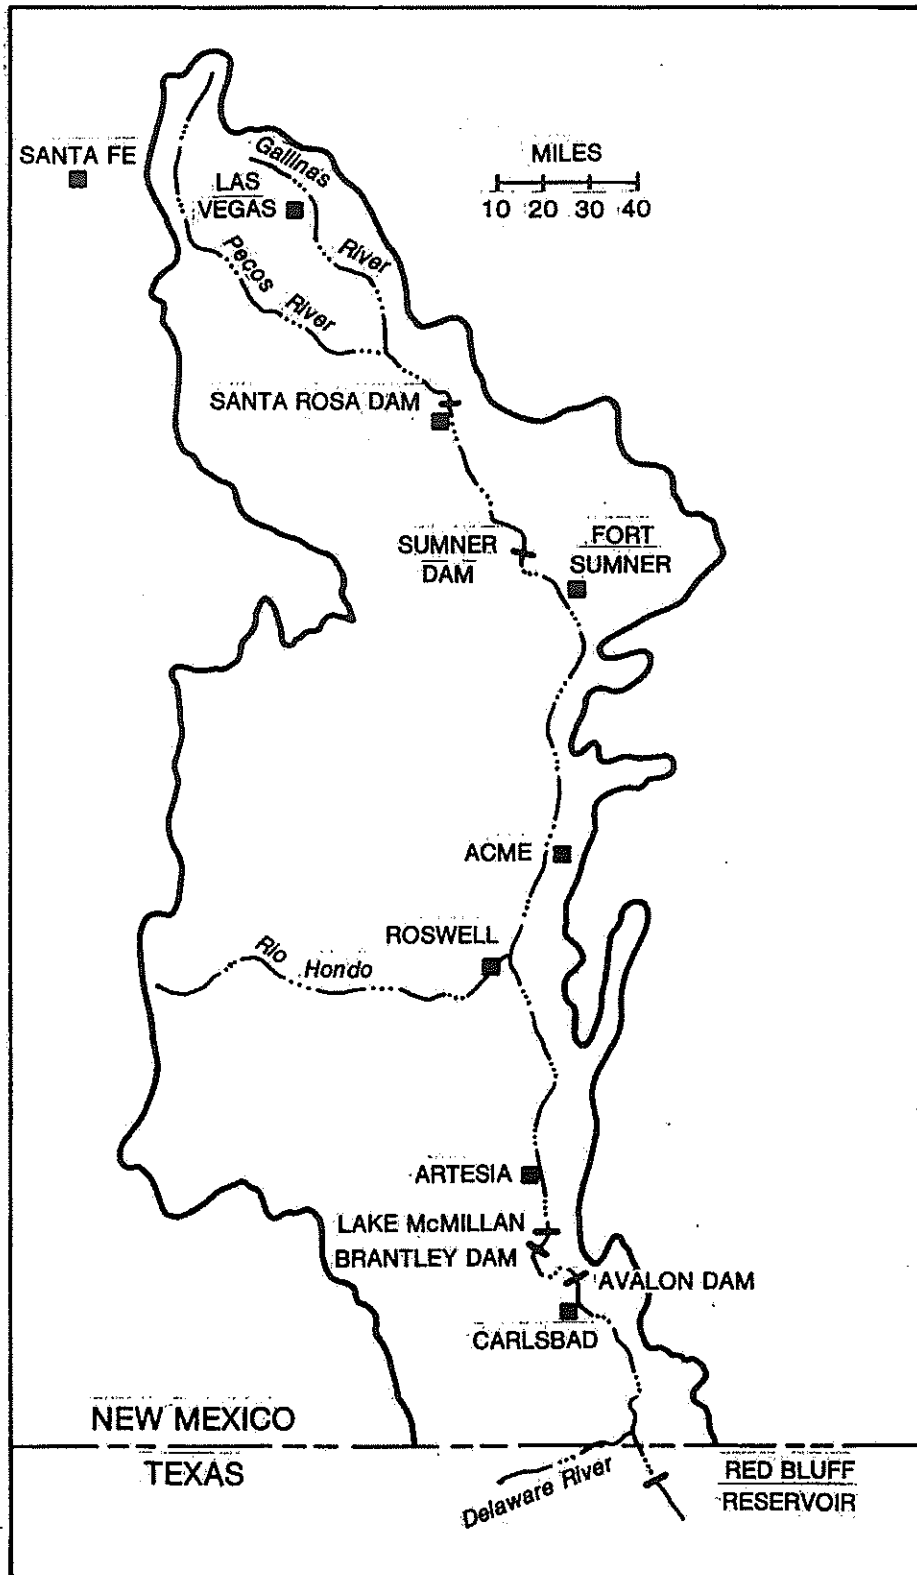 SANTA FE
Gallinas
River
MILES
10 20 30 40
LAS
VEGAS
Pecos
River
SANTA ROSA DAM
SUMNER
DAM
FORT
SUMNER
ACME
ROSWELL
Rio Hondo
ARTESIA
LAKE McMILLAN
BRANTLEY DAM
AVALON DAM
CARLSBAD
NEW MEXICO
TEXAS
Delaware River
RED BLUFF
RESERVOIR